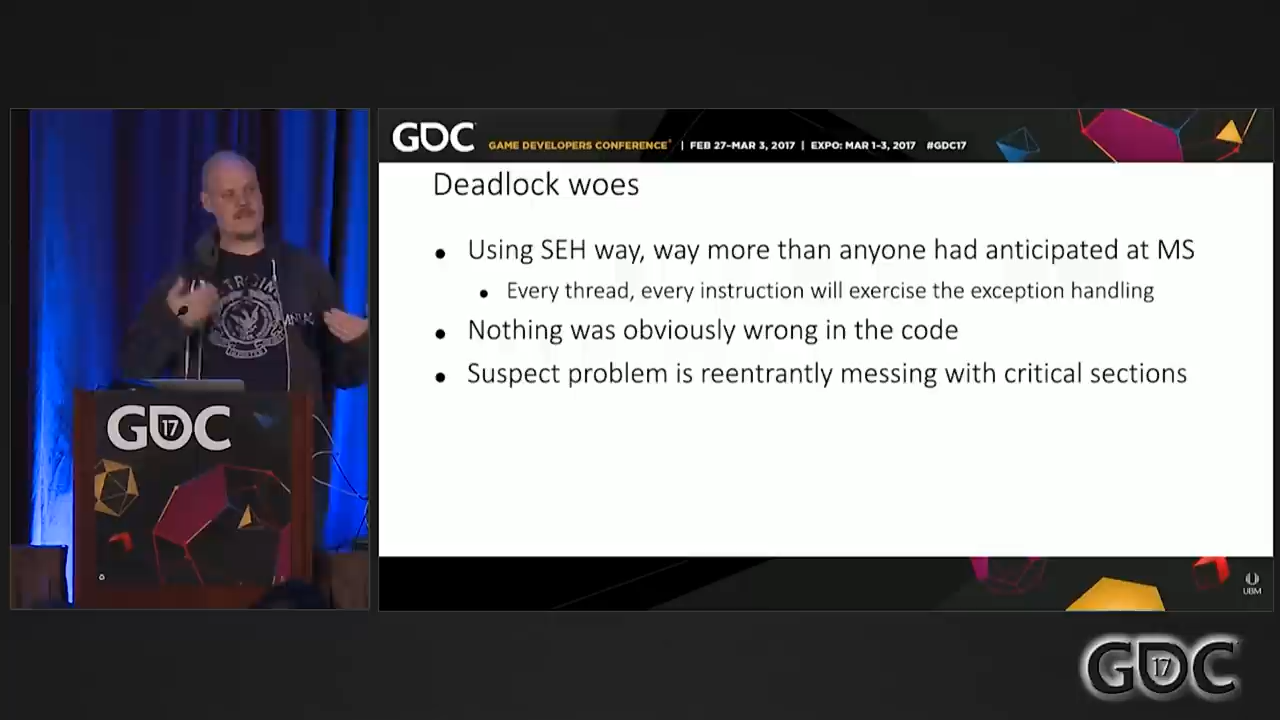 GDC
GAME DEVELOPERS CONFERENCE | FEB 27–MAR 3, 2017 | EXPO: MAR 1-3, 2017 #GDC17
Deadlock woes
• Using SEH way, way more than anyone had anticipated at MS
• Every thread, every instruction will exercise the exception handling
• Nothing was obviously wrong in the code
• Suspect problem is reentrantly messing with critical sections
GDC 17
UBM
GDC 17